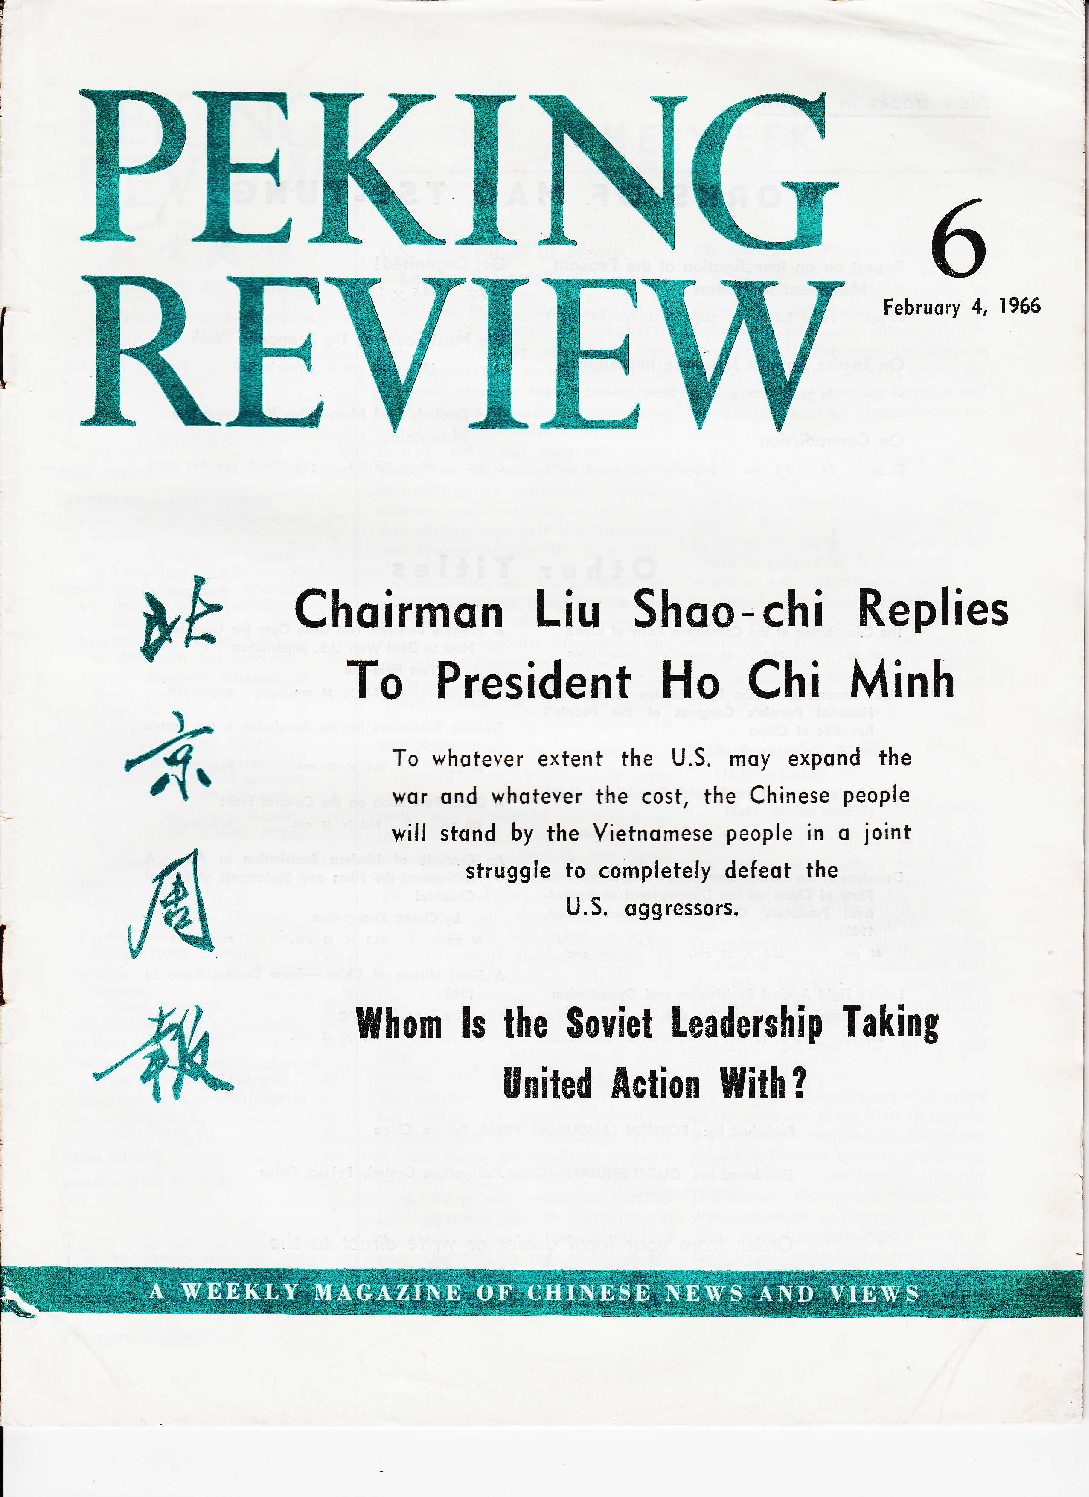 PEKING
REVIEW
6
February 4, 1966
北
京
周
報
Chairman Liu Shao-chi Replies
To President Ho Chi Minh
To whatever extent the U.S. may expand the
war and whatever the cost, the Chinese people
will stand by the Vietnamese people in a joint
struggle to completely defeat the
U.S. aggressors.
Whom Is the Soviet Leadership Taking
United Action With?
A WEEKLY MAGAZINE OF CHINESE NEWS AND VIEWS